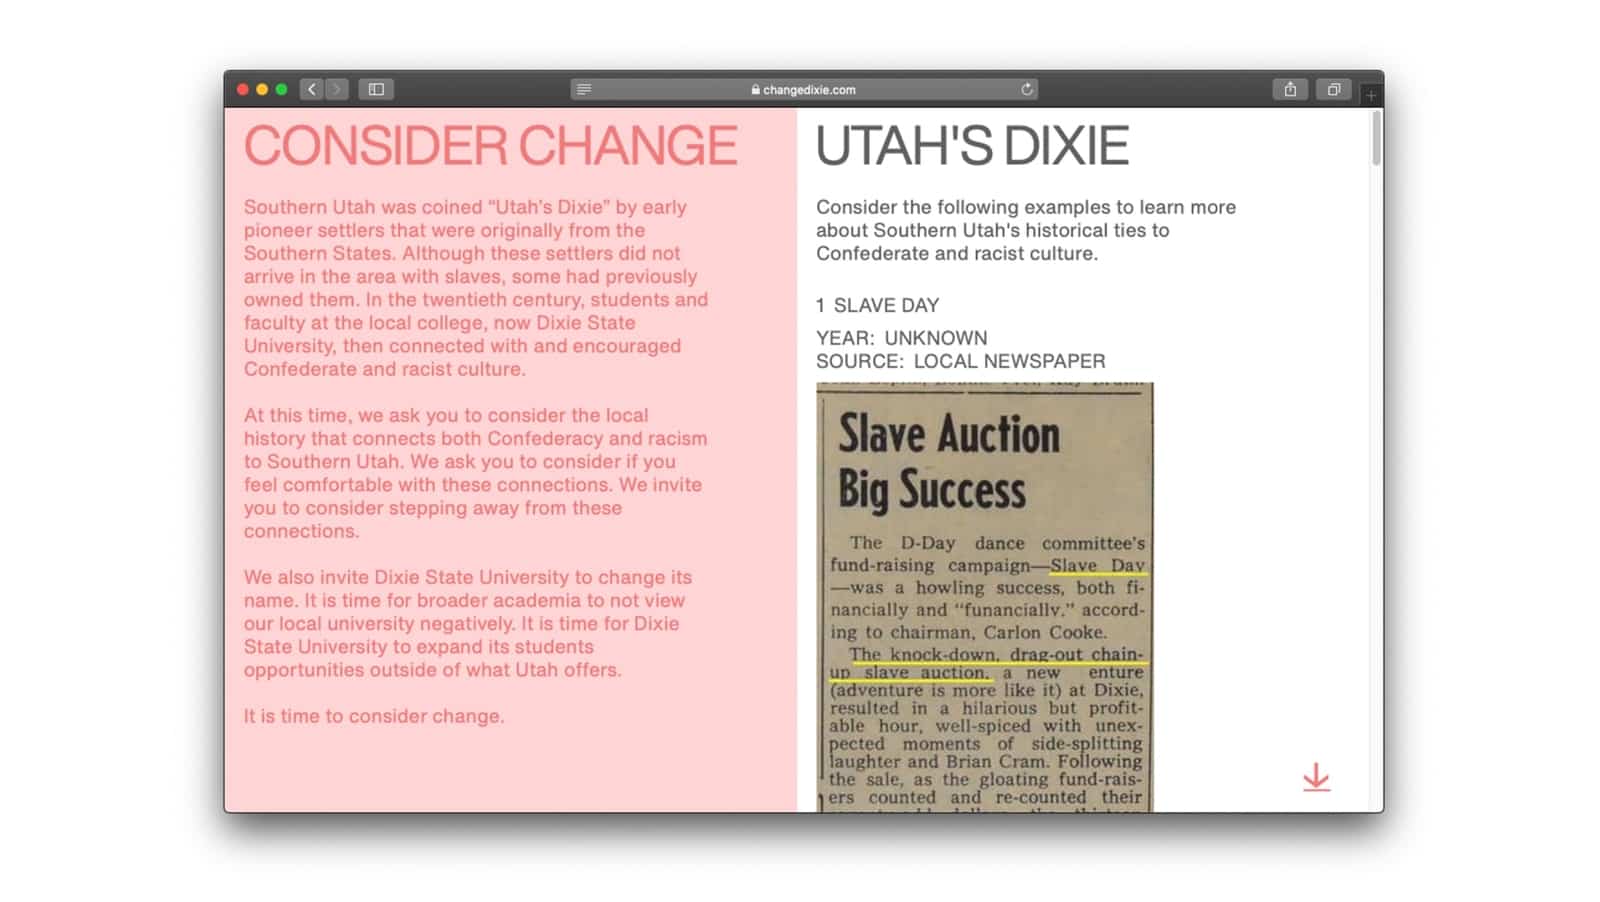 changedixie.com
CONSIDER CHANGE
Southern Utah was coined “Utah’s Dixie” by early
pioneer settlers that were originally from the
Southern States. Although these settlers did not
arrive in the area with slaves, some had previously
owned them. In the twentieth century, students and
faculty at the local college, now Dixie State
University, then connected with and encouraged
Confederate and racist culture.
At this time, we ask you to consider the local
history that connects both Confederacy and racism
to Southern Utah. We ask you to consider if you
feel comfortable with these connections. We invite
you to consider stepping away from these
connections.
We also invite Dixie State University to change its
name. It is time for broader academia to not view
our local university negatively. It is time for Dixie
State University to expand its students
opportunities outside of what Utah offers.
It is time to consider change.
UTAH'S DIXIE
Consider the following examples to learn more
about Southern Utah's historical ties to
Confederate and racist culture.
1 SLAVE DAY
YEAR: UNKNOWN
SOURCE: LOCAL NEWSPAPER
Slave Auction
Big Success
The D-Day dance committee's
fund-raising campaign—Slave Day
—was a howling success, both fi-
nancially and "funancially." accord-
ing to chairman, Carlon Cooke.
The knock-down, drag-out chain-
up slave auction, a new enture
(adventure is more like it) at Dixie,
resulted in a hilarious but profit-
able hour, well-spiced with unex-
pected moments of side-splitting
laughter and Brian Cram. Following
the sale, as the gloating fund-rais-
ers counted and re-counted their